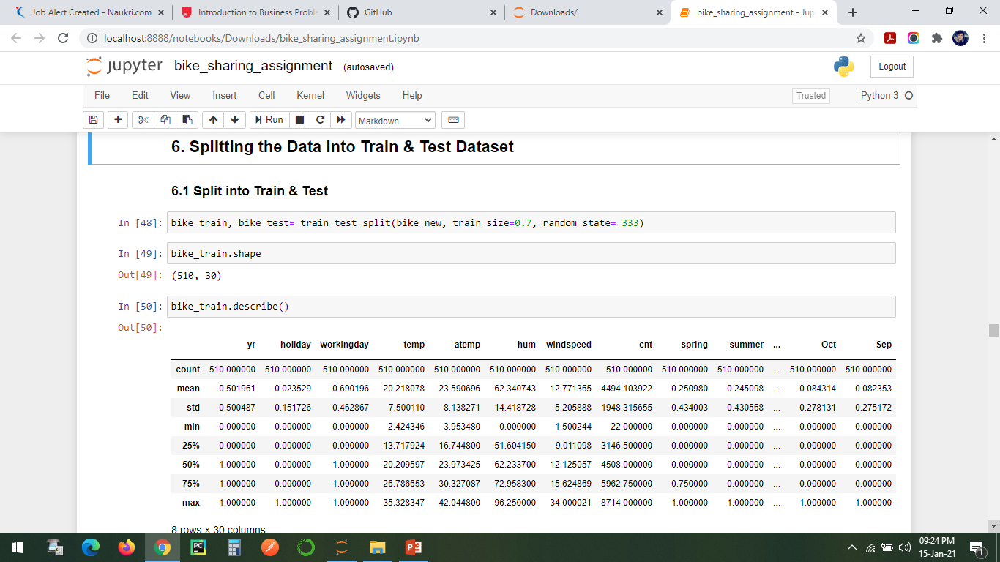 Job Alert Created - Naukri.com
Introduction to Business Proble
GitHub
Downloads/
bike_sharing_assignment - Jup
localhost:8888/notebooks/Downloads/bike_sharing_assignment.ipynb
jupyter bike_sharing_assignment (autosaved)
Logout
File Edit View Insert Cell Kernel Widgets Help
Trusted
Python 3
Run
Markdown
6. Splitting the Data into Train & Test Dataset
6.1 Split into Train & Test
In [48]: bike_train, bike_test= train_test_split(bike_new, train_size=0.7, random_state= 333)
In [49]: bike_train.shape
Out[49]: (510, 30)
In [50]: bike_train.describe()
Out[50]:
yr holiday workingday temp atemp hum windspeed cnt spring summer ... Oct Sep
count 510.000000 510.000000 510.000000 510.000000 510.000000 510.000000 510.000000 510.000000 510.000000 510.000000 ... 510.000000 510.000000
mean 0.501961 0.023529 0.690196 20.218078 23.590696 62.340743 12.771365 4494.103922 0.250980 0.245098 ... 0.084314 0.082353
std 0.500487 0.151726 0.462867 7.500110 8.138271 14.418728 5.205888 1948.315655 0.434003 0.430568 ... 0.278131 0.275172
min 0.000000 0.000000 0.000000 2.424346 3.953480 0.000000 1.500244 22.000000 0.000000 0.000000 ... 0.000000 0.000000
25% 0.000000 0.000000 0.000000 13.717924 16.744800 51.604150 9.011098 3146.500000 0.000000 0.000000 ... 0.000000 0.000000
50% 1.000000 0.000000 1.000000 20.209597 23.973425 62.233700 12.125057 4508.000000 0.000000 0.000000 ... 0.000000 0.000000
75% 1.000000 0.000000 1.000000 26.786653 30.327087 72.958300 15.624869 5962.750000 0.750000 0.000000 ... 0.000000 0.000000
max 1.000000 1.000000 1.000000 35.328347 42.044800 96.250000 34.000021 8714.000000 1.000000 1.000000 ... 1.000000 1.000000
8 rows × 30 columns
PC
09:24 PM
15-Jan-21
1